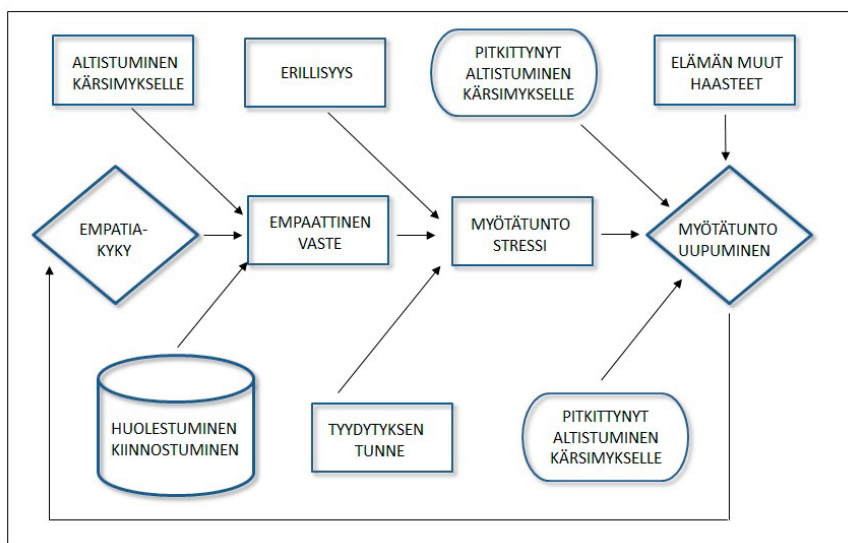 ALTISTUMINEN
KÄRSIMYKSELLE
ERILLISYYS
PITKITTYNYT
ALTISTUMINEN
KÄRSIMYKSELLE
ELÄMÄN MUUT
HAASTEET
EMPATIA-
KYKY
EMPAATTINEN
VASTE
MYÖTÄTUNTO
STRESSI
MYÖTÄTUNTO
UUPUMINEN
HUOLESTUMINEN
KIINNOSTUMINEN
TYYDYTYKSEN
TUNNE
PITKITTYNYT
ALTISTUMINEN
KÄRSIMYKSELLE